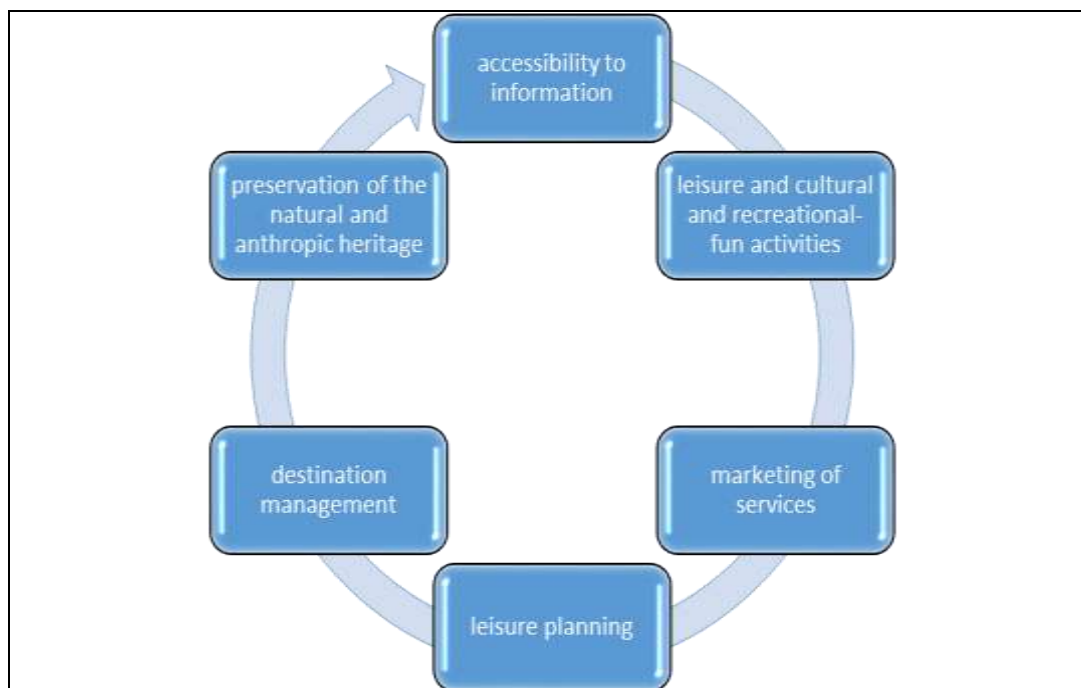 accessibility to
information
leisure and cultural
and recreational-
fun activities
marketing of
services
leisure planning
destination
management
preservation of the
natural and
anthropic heritage